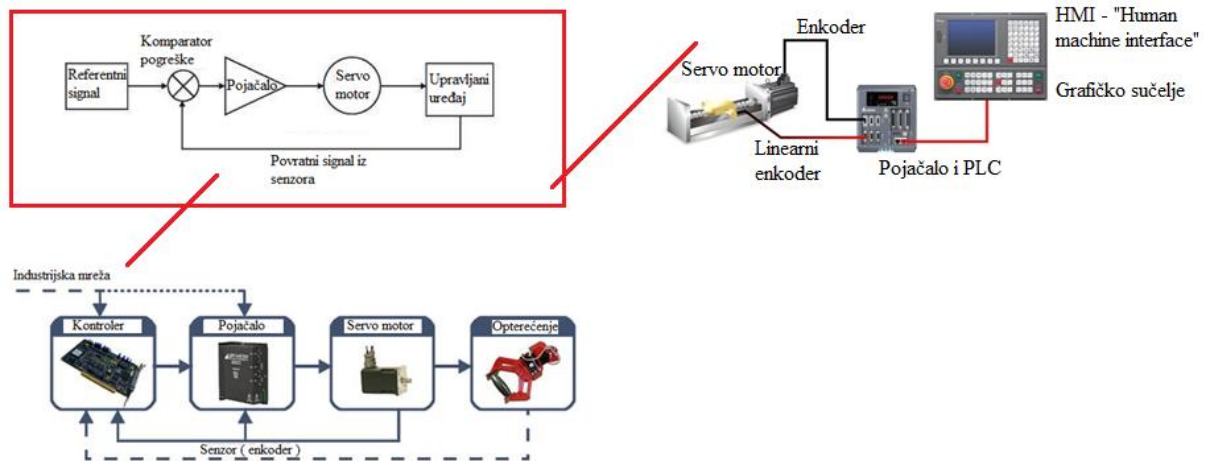 Komparator
pogreške
Referentni
signal
Pojačalo
Servo
motor
Upravljani
uređaj
Povratni signal iz
senzora
Enkoder
Servo motor
Linearni
enkoder
Pojačalo i PLC
HMI - "Human
machine interface"
Grafičko sučelje
Industrijska mreža
Kontroler
Pojačalo
Servo motor
Opterećenje
Senzor ( enkoder )